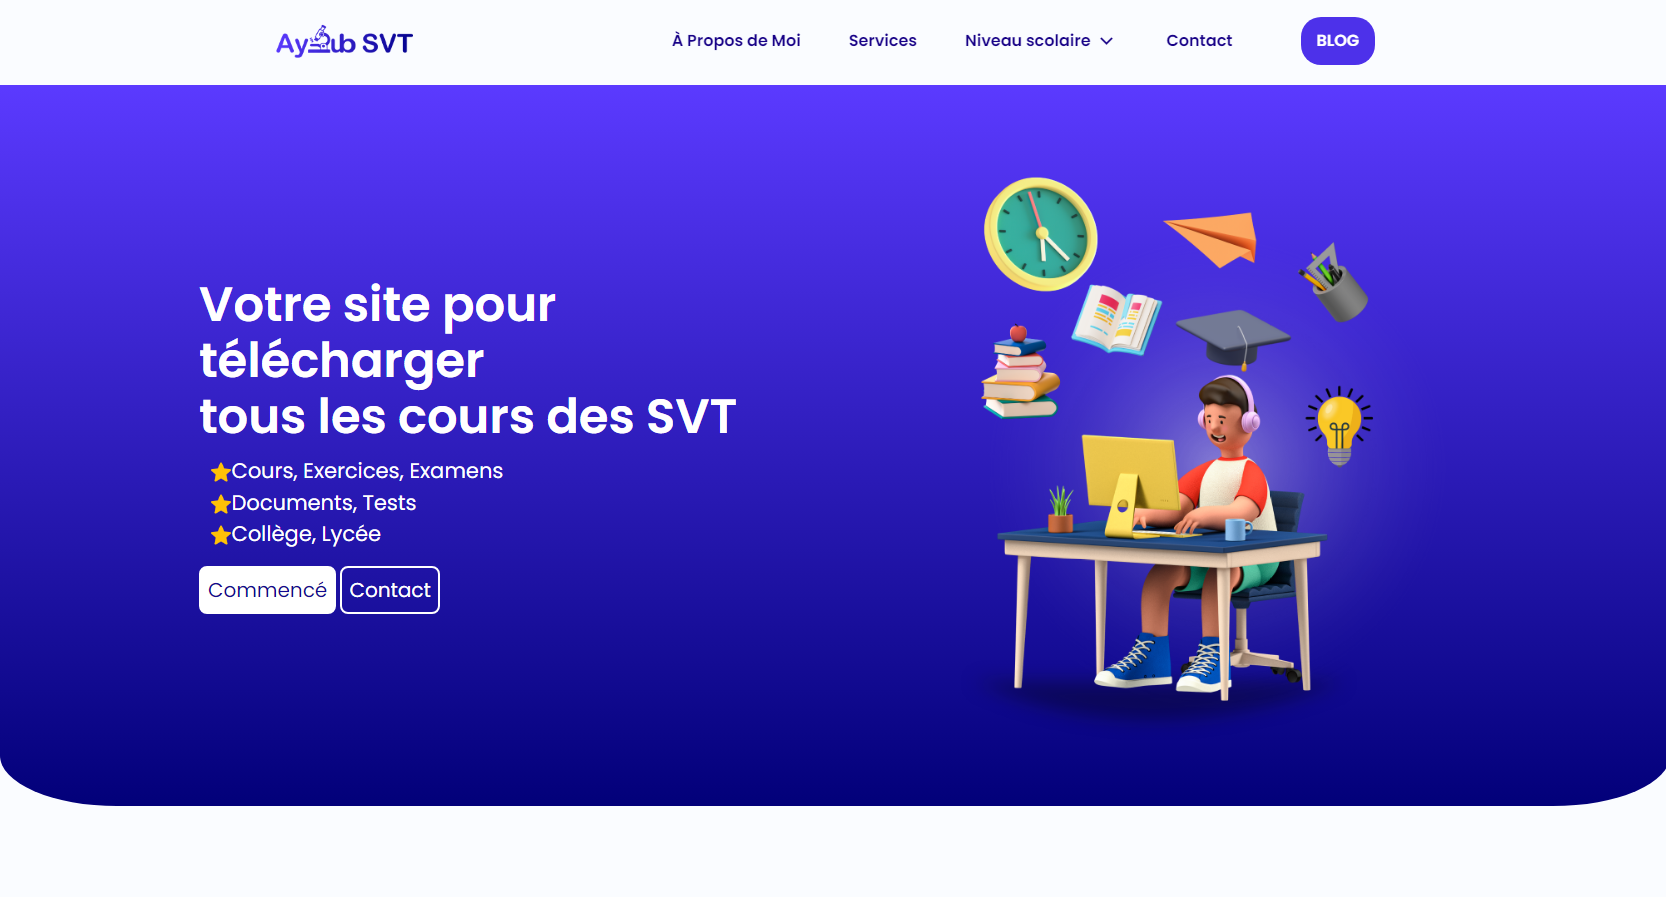 Ayoub SVT
À Propos de Moi
Services
Niveau scolaire
Contact
BLOG
Votre site pour
télécharger
tous les cours des SVT
Cours, Exercices, Examens
Documents, Tests
Collège, Lycée
Commencé
Contact